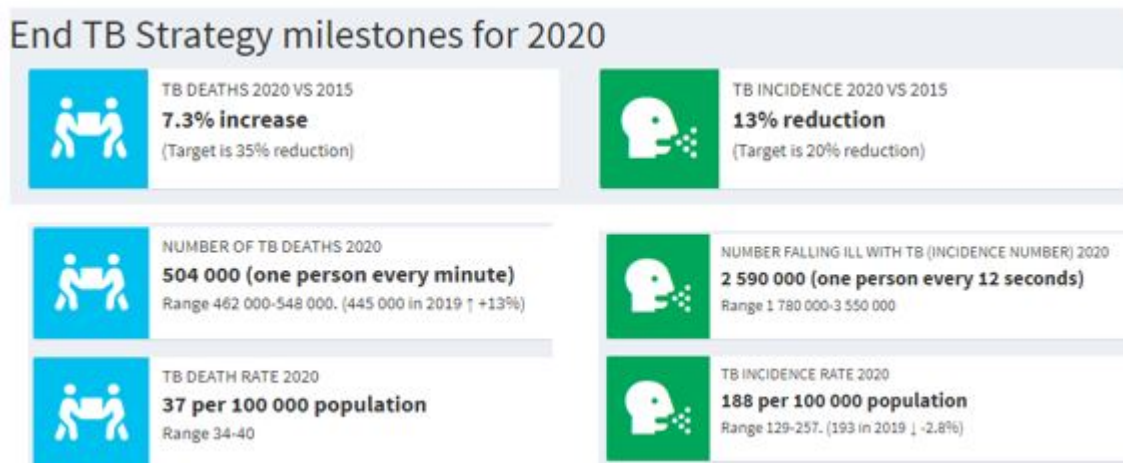 End TB Strategy milestones for 2020
TB DEATHS 2020 VS 2015
7.3% increase
(Target is 35% reduction)
TB INCIDENCE 2020 VS 2015
13% reduction
(Target is 20% reduction)
NUMBER OF TB DEATHS 2020
504 000 (one person every minute)
Range 462 000-548 000. (445 000 in 2019 ↑ +13%)
NUMBER FALLING ILL WITH TB (INCIDENCE NUMBER) 2020
2 590 000 (one person every 12 seconds)
Range 1 780 000-3 550 000
TB DEATH RATE 2020
37 per 100 000 population
Range 34-40
TB INCIDENCE RATE 2020
188 per 100 000 population
Range 129-257. (193 in 2019 ↓ -2.8%)